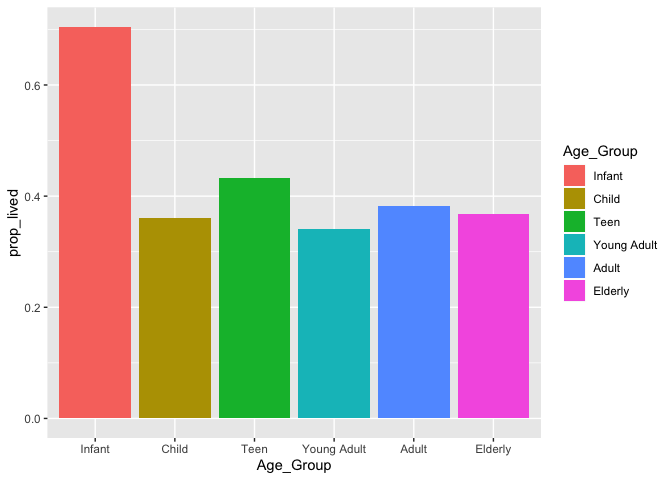 prop_lived
0.6
0.4
0.2
0.0
Infant
Child
Teen
Young Adult
Adult
Elderly
Age_Group
Age_Group
Infant
Child
Teen
Young Adult
Adult
Elderly